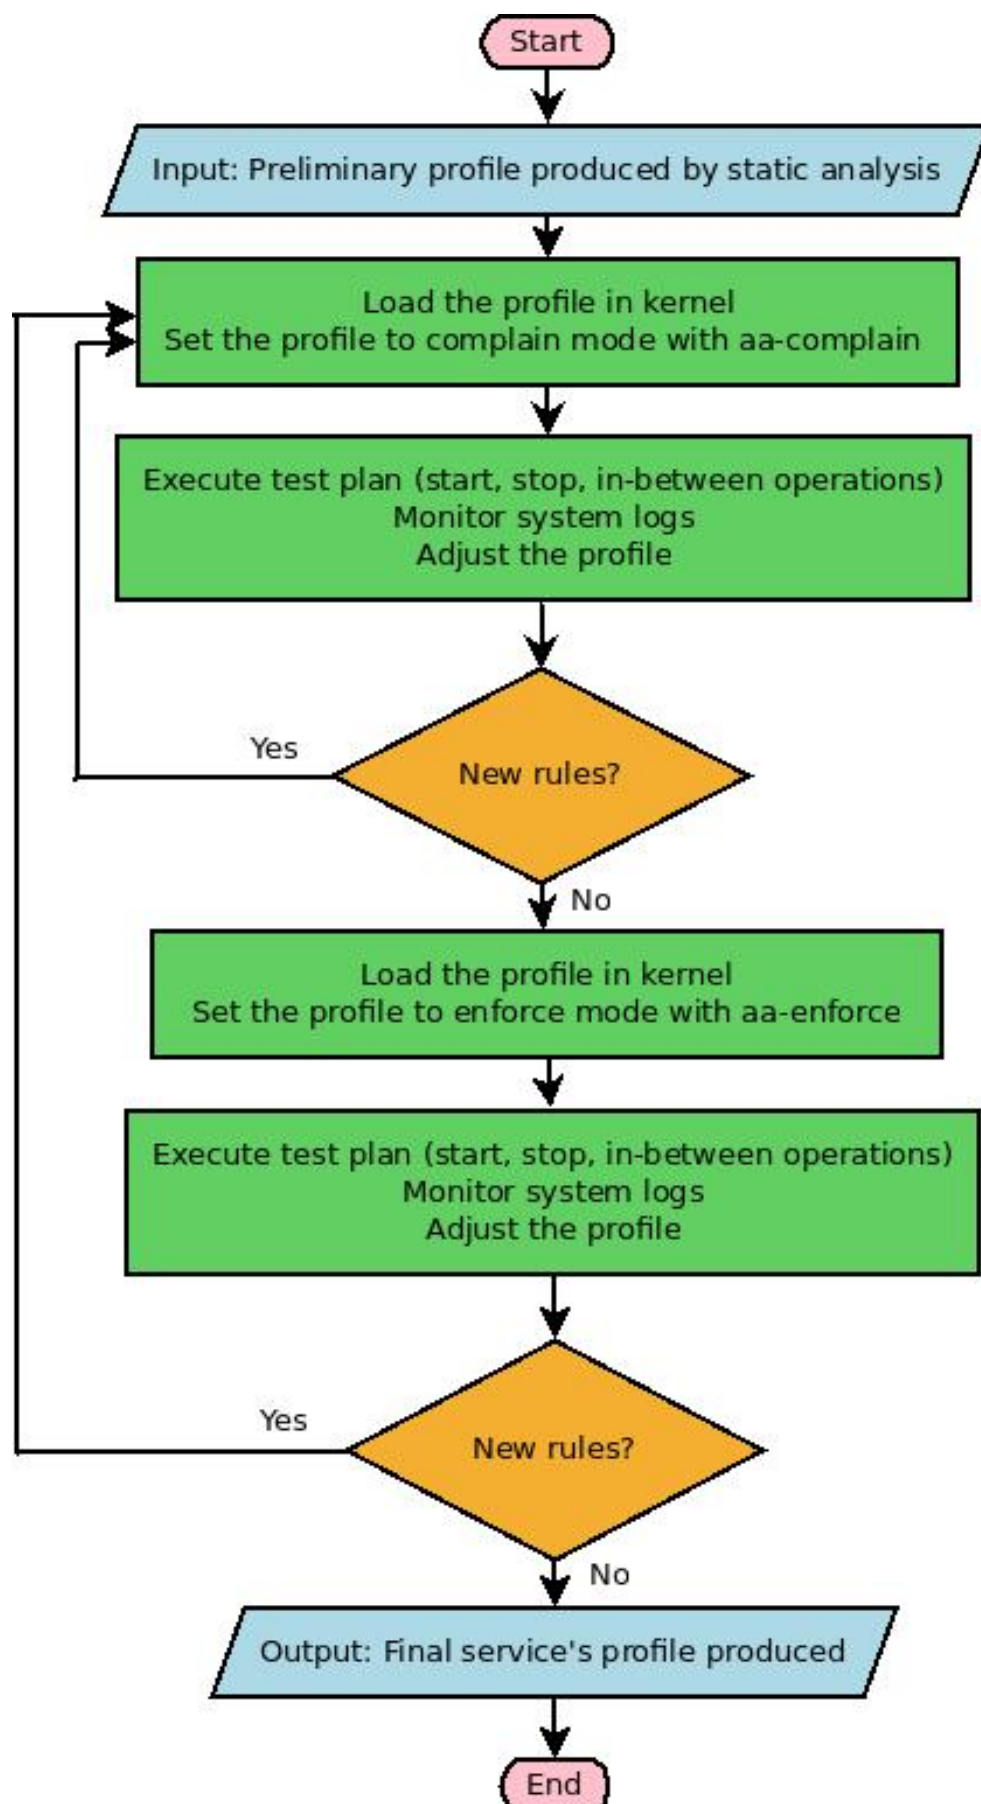 Start
Input: Preliminary profile produced by static analysis
Load the profile in kernel
Set the profile to complain mode with aa-complain
Execute test plan (start, stop, in-between operations)
Monitor system logs
Adjust the profile
Yes
New rules?
No
Load the profile in kernel
Set the profile to enforce mode with aa-enforce
Execute test plan (start, stop, in-between operations)
Monitor system logs
Adjust the profile
Yes
New rules?
No
Output: Final service's profile produced
End